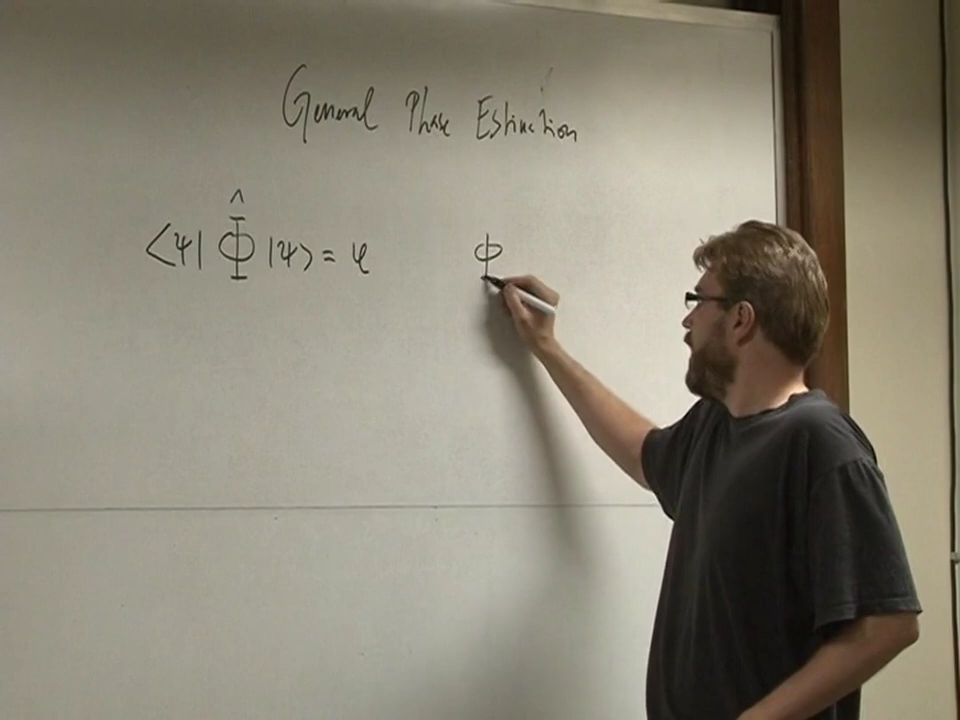 General Phase Estimation
⟨ψ| Φ̂ |ψ⟩ = φ Φ